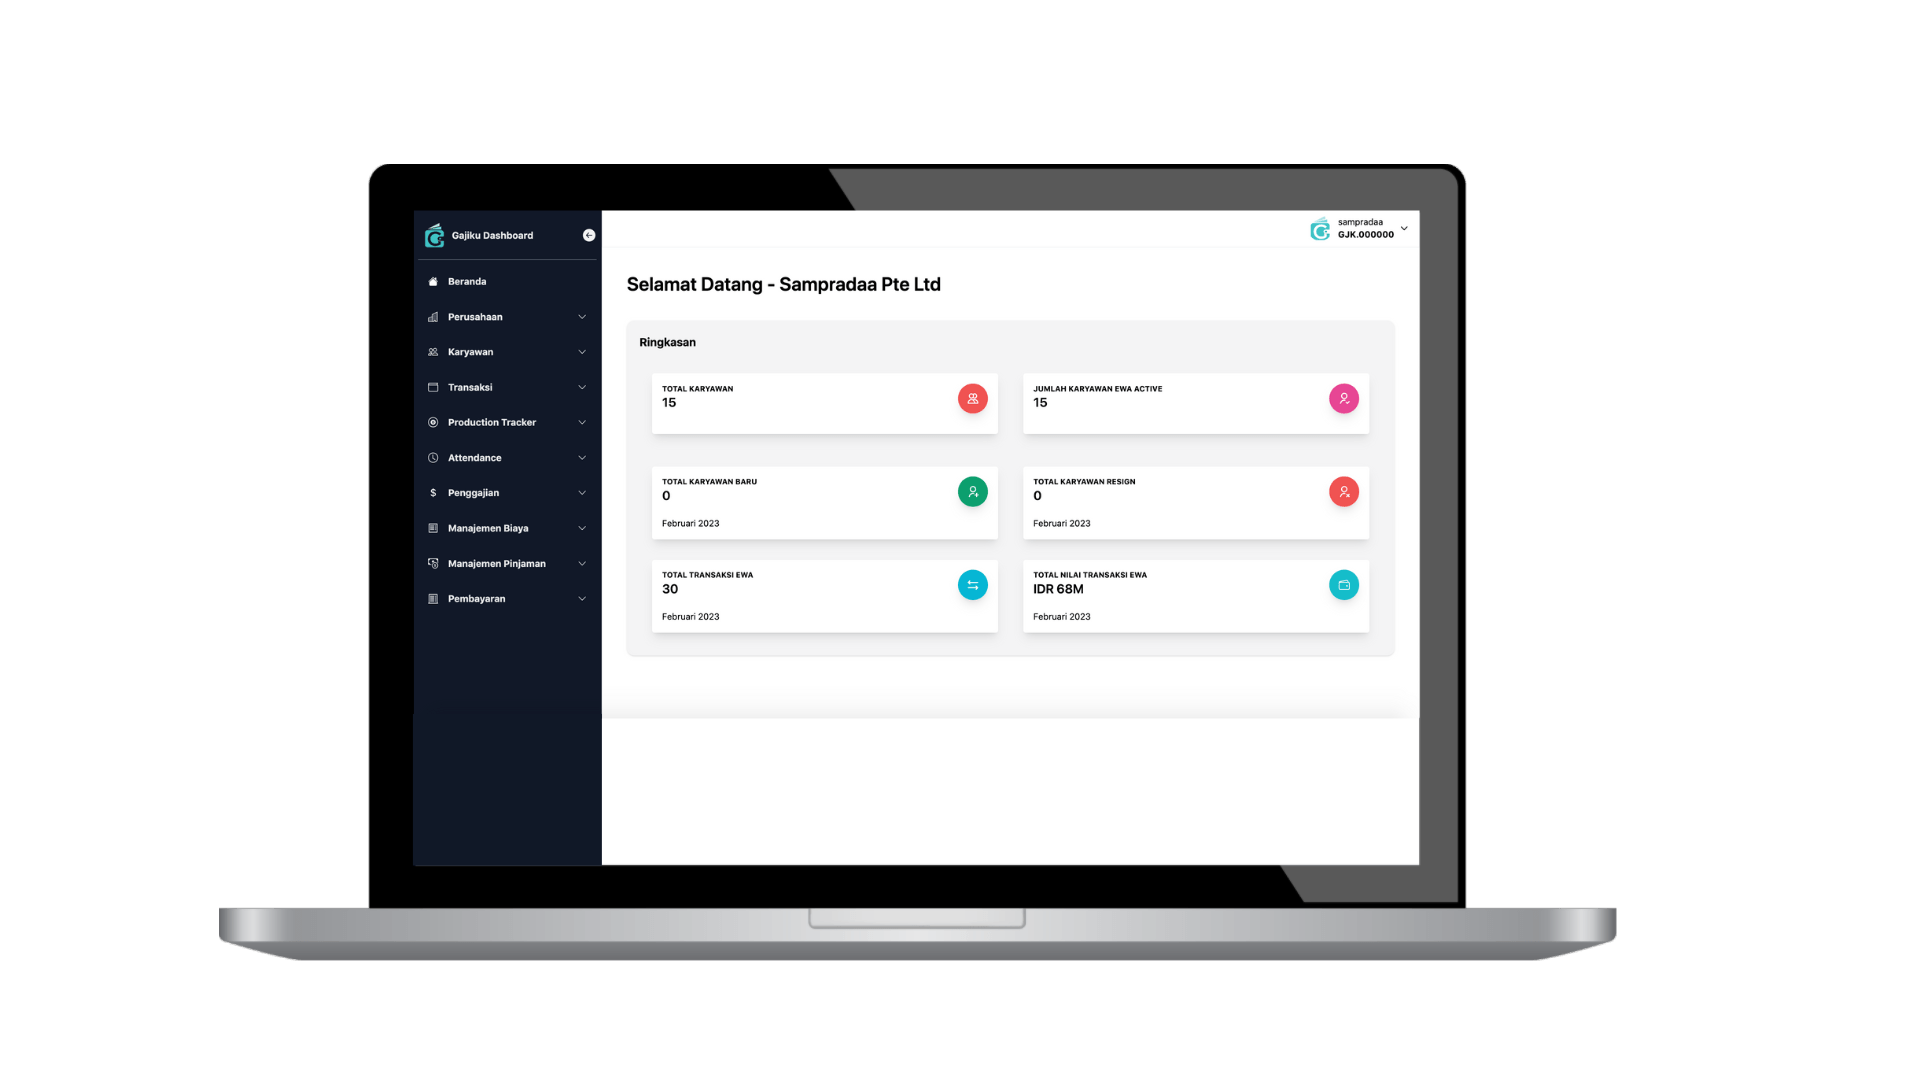 Gajiku Dashboard
Beranda
Perusahaan
Karyawan
Transaksi
Production Tracker
Attendance
$ Penggajian
Manajemen Biaya
Manajemen Pinjaman
Pembayaran
sampradaa
GJK.000000
Selamat Datang - Sampradaa Pte Ltd
Ringkasan
TOTAL KARYAWAN
15
JUMLAH KARYAWAN EWA ACTIVE
15
TOTAL KARYAWAN BARU
0
Februari 2023
TOTAL KARYAWAN RESIGN
0
Februari 2023
TOTAL TRANSAKSI EWA
30
Februari 2023
TOTAL NILAI TRANSAKSI EWA
IDR 68M
Februari 2023